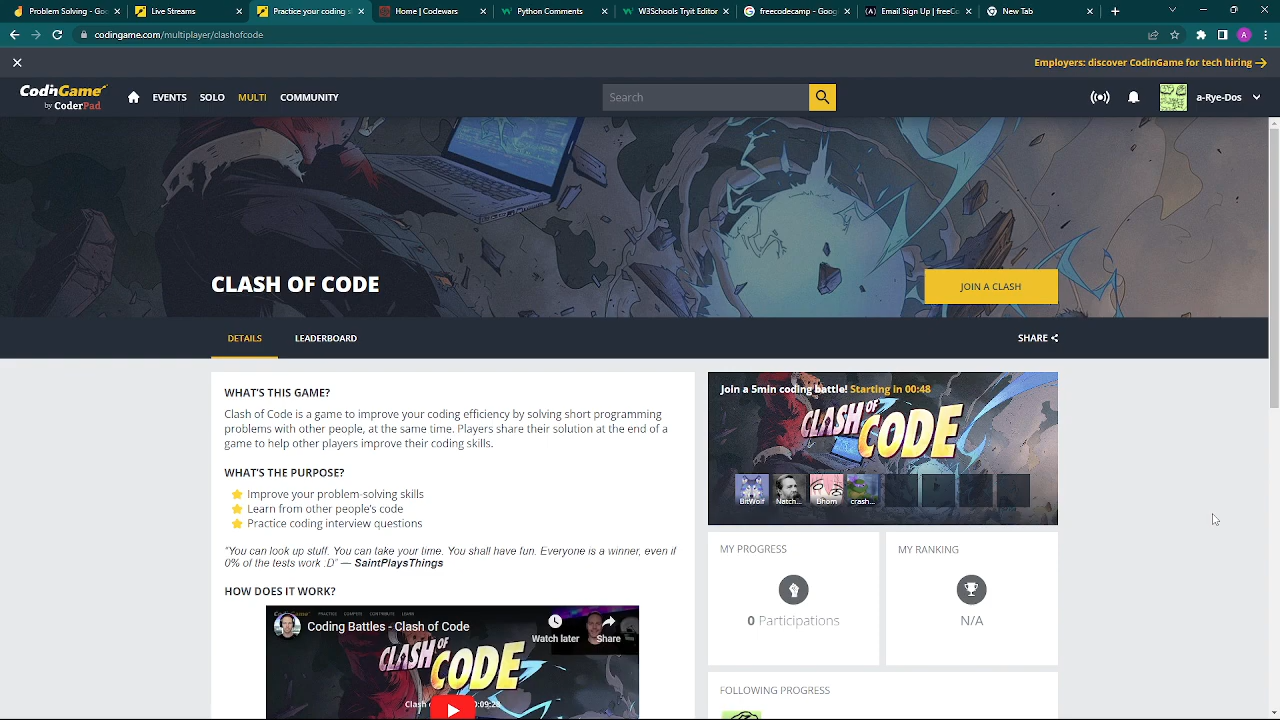 Problem Solving - Cod
Live Streams
Practice your coding s
Home | Codewars
Python Comments
W3Schools Tryit Editor
freecodecamp - Goog
Email Sign Up | freeCo
New Tab
codingame.com/multiplayer/clashofcode
A
Employers: discover CodinGame for tech hiring
CodinGame
by CoderPad
EVENTS
SOLO
MULTI
COMMUNITY
Search
a-Rye-Dos
CLASH OF CODE
JOIN A CLASH
DETAILS
LEADERBOARD
SHARE
WHAT'S THIS GAME?
Clash of Code is a game to improve your coding efficiency by solving short programming
problems with other people, at the same time. Players share their solution at the end of a
game to help other players improve their coding skills.
WHAT'S THE PURPOSE?
Improve your problem-solving skills
Learn from other people's code
Practice coding interview questions
"You can look up stuff. You can take your time. You shall have fun. Everyone is a winner, even if
0% of the tests work :D" — SaintPlaysThings
HOW DOES IT WORK?
Coding Battles - Clash of Code
Watch later
Share
CLASH OF CODE
Join a 5min coding battle! Starting in 00:48
CLASH OF CODE
BitWolf
Natch...
Bhom
crash...
MY PROGRESS
0 Participations
MY RANKING
N/A
FOLLOWING PROGRESS